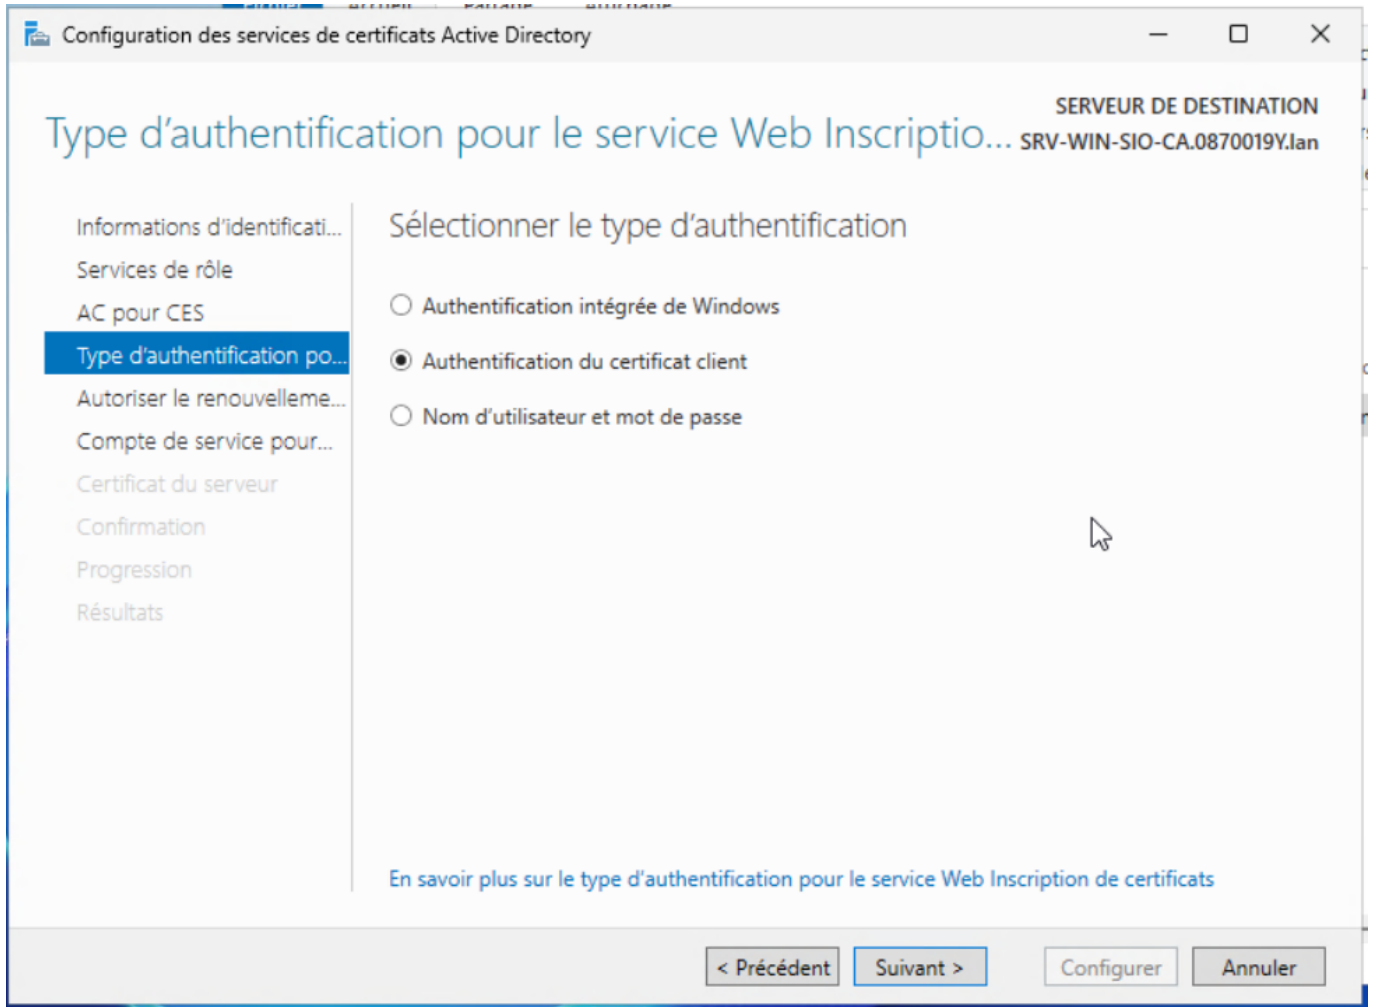 Fichier Accueil Partage Affichage
Configuration des services de certificats Active Directory
Type d’authentification pour le service Web Inscriptio...
SERVEUR DE DESTINATION
SRV-WIN-SIO-CA.0870019Y.lan
Informations d’identificati...
Services de rôle
AC pour CES
Type d’authentification po...
Autoriser le renouvelleme...
Compte de service pour...
Certificat du serveur
Confirmation
Progression
Résultats
Sélectionner le type d’authentification
Authentification intégrée de Windows
Authentification du certificat client
Nom d’utilisateur et mot de passe
En savoir plus sur le type d'authentification pour le service Web Inscription de certificats
< Précédent
Suivant >
Configurer
Annuler